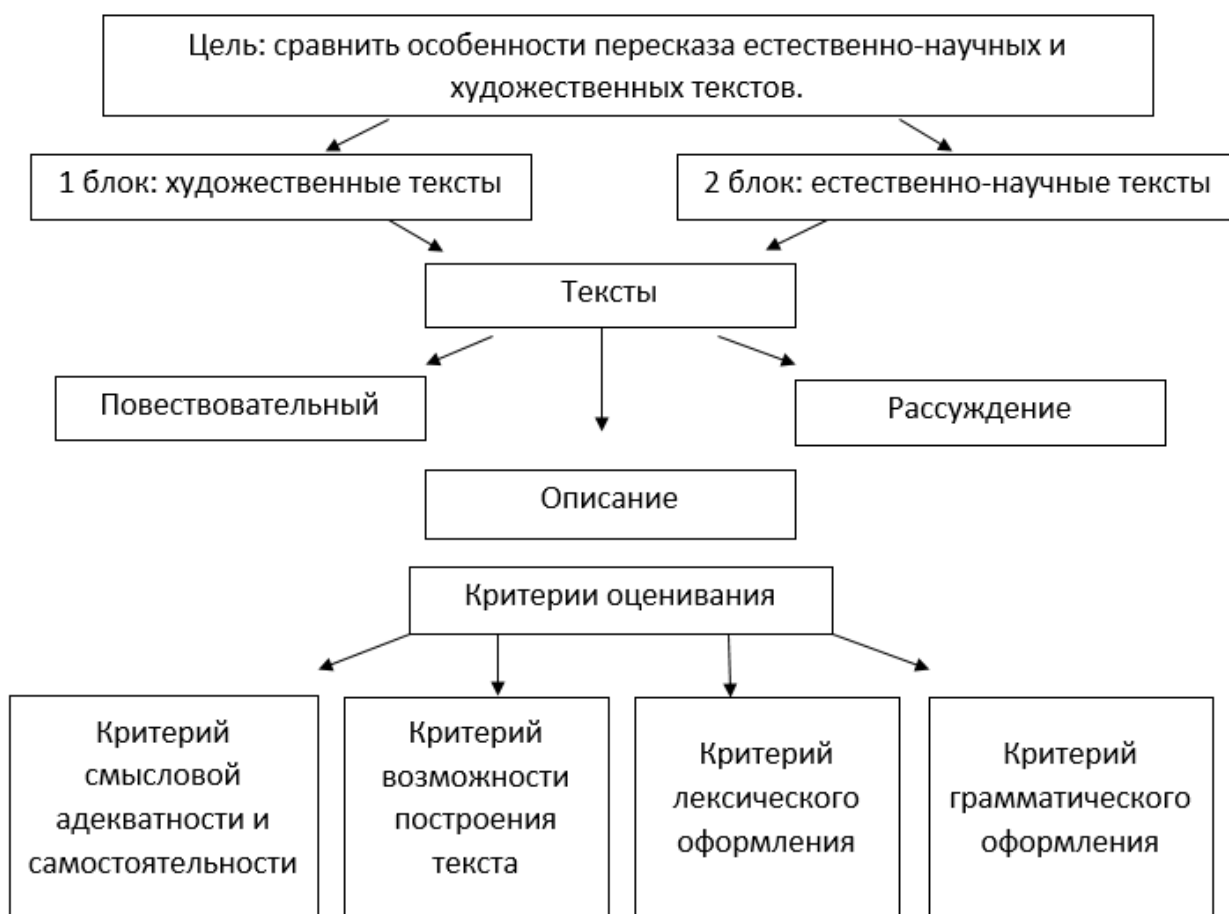 Цель: сравнить особенности пересказа естественно-научных и
художественных текстов.
1 блок: художественные тексты
2 блок: естественно-научные тексты
Тексты
Повествовательный
Рассуждение
Описание
Критерии оценивания
Критерий
смысловой
адекватности и
самостоятельности
Критерий
возможности
построения
текста
Критерий
лексического
оформления
Критерий
грамматического
оформления